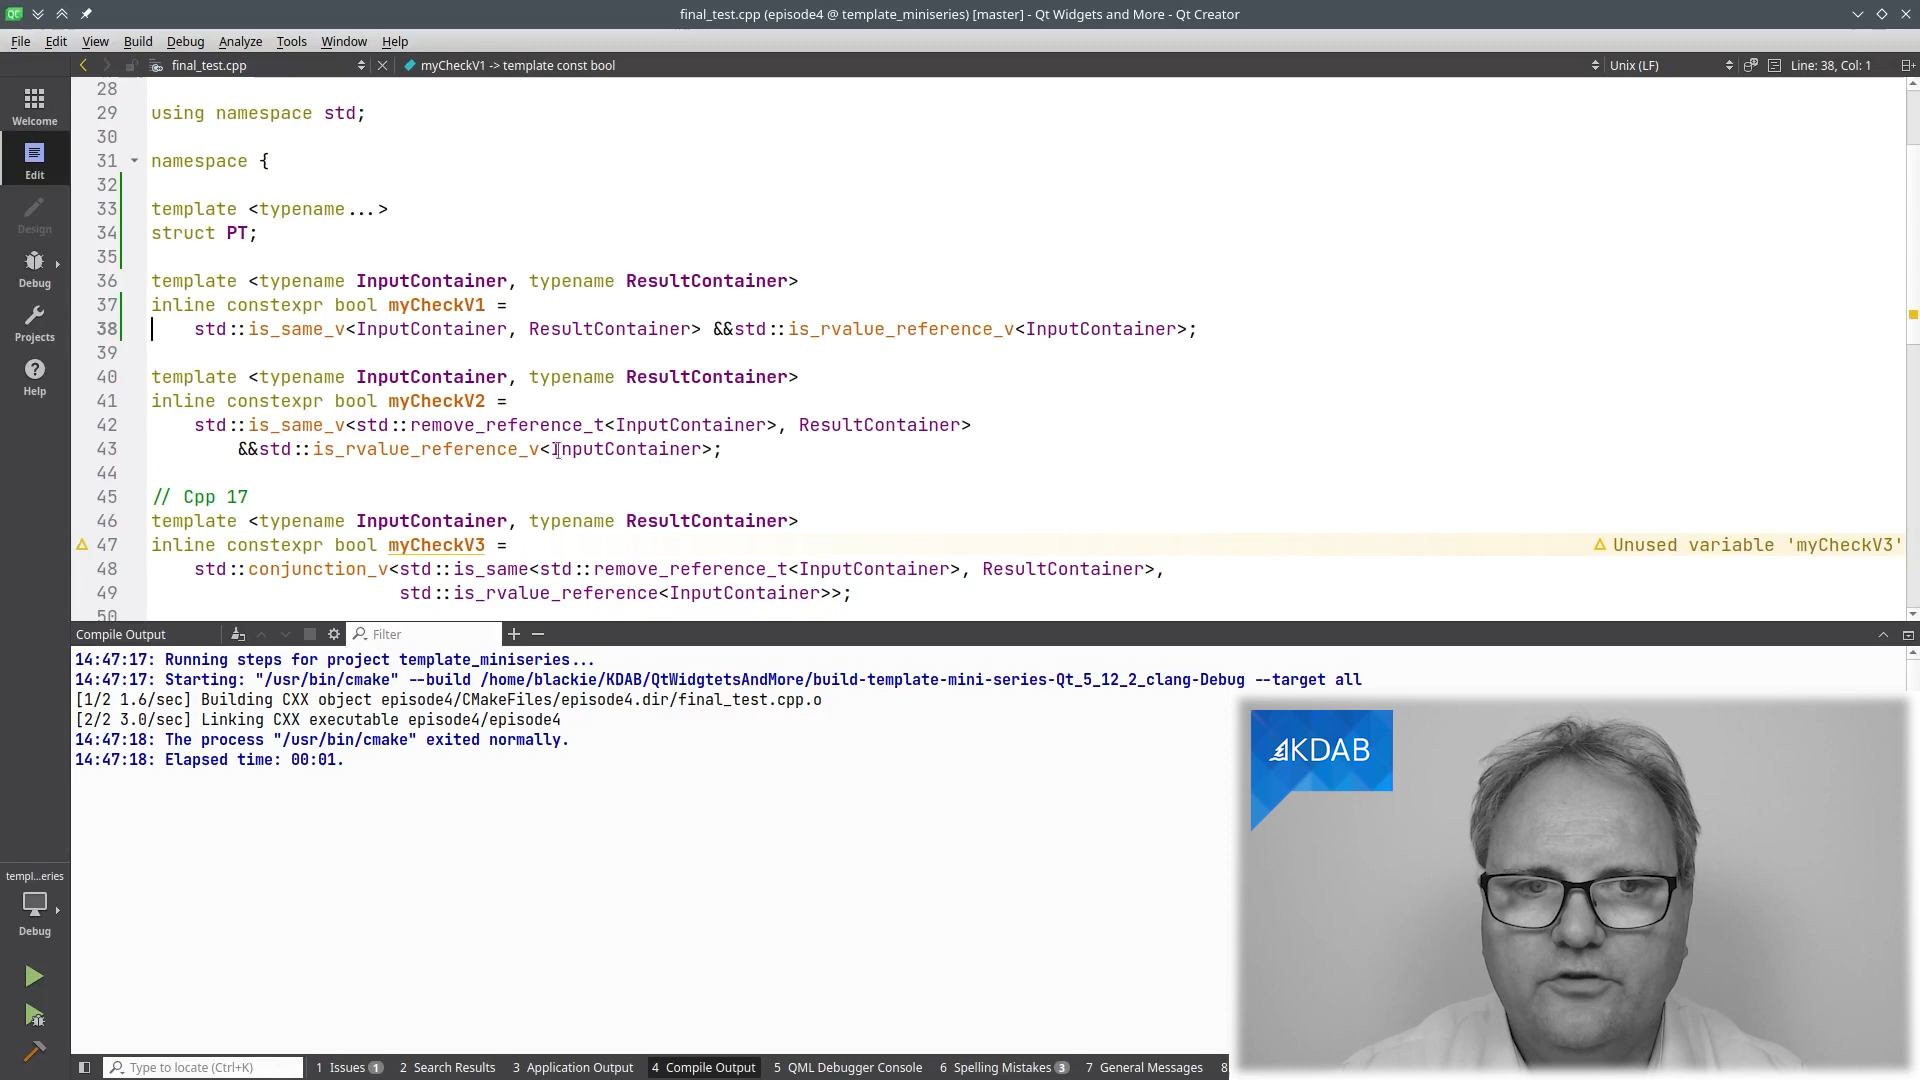 final_test.cpp (episode4 @ template_miniseries) [master] - Qt Widgets and More - Qt Creator
File Edit View Build Debug Analyze Tools Window Help
final_test.cpp myCheckV1 -> template const bool Unix (LF) Line: 38, Col: 1
Welcome
Edit
Design
Debug
Projects
Help
28
29 using namespace std;
30
31 namespace {
32
33 template <typename...>
34 struct PT;
35
36 template <typename InputContainer, typename ResultContainer>
37 inline constexpr bool myCheckV1 =
38 std::is_same_v<InputContainer, ResultContainer> &&std::is_rvalue_reference_v<InputContainer>;
39
40 template <typename InputContainer, typename ResultContainer>
41 inline constexpr bool myCheckV2 =
42 std::is_same_v<std::remove_reference_t<InputContainer>, ResultContainer>
43 &&std::is_rvalue_reference_v<InputContainer>;
44
45 // Cpp 17
46 template <typename InputContainer, typename ResultContainer>
47 inline constexpr bool myCheckV3 = Unused variable 'myCheckV3'
48 std::conjunction_v<std::is_same<std::remove_reference_t<InputContainer>, ResultContainer>,
49 std::is_rvalue_reference<InputContainer>>;
50
Compile Output Filter
14:47:17: Running steps for project template_miniseries...
14:47:17: Starting: "/usr/bin/cmake" --build /home/blackie/KDAB/QtWidgtetsAndMore/build-template-mini-series-Qt_5_12_2_clang-Debug --target all
[1/2 1.6/sec] Building CXX object episode4/CMakeFiles/episode4.dir/final_test.cpp.o
[2/2 3.0/sec] Linking CXX executable episode4/episode4
14:47:18: The process "/usr/bin/cmake" exited normally.
14:47:18: Elapsed time: 00:01.
KDAB
templ...eries
Debug
Type to locate (Ctrl+K) 1 Issues 1 2 Search Results 3 Application Output 4 Compile Output 5 QML Debugger Console 6 Spelling Mistakes 3 7 General Messages 8